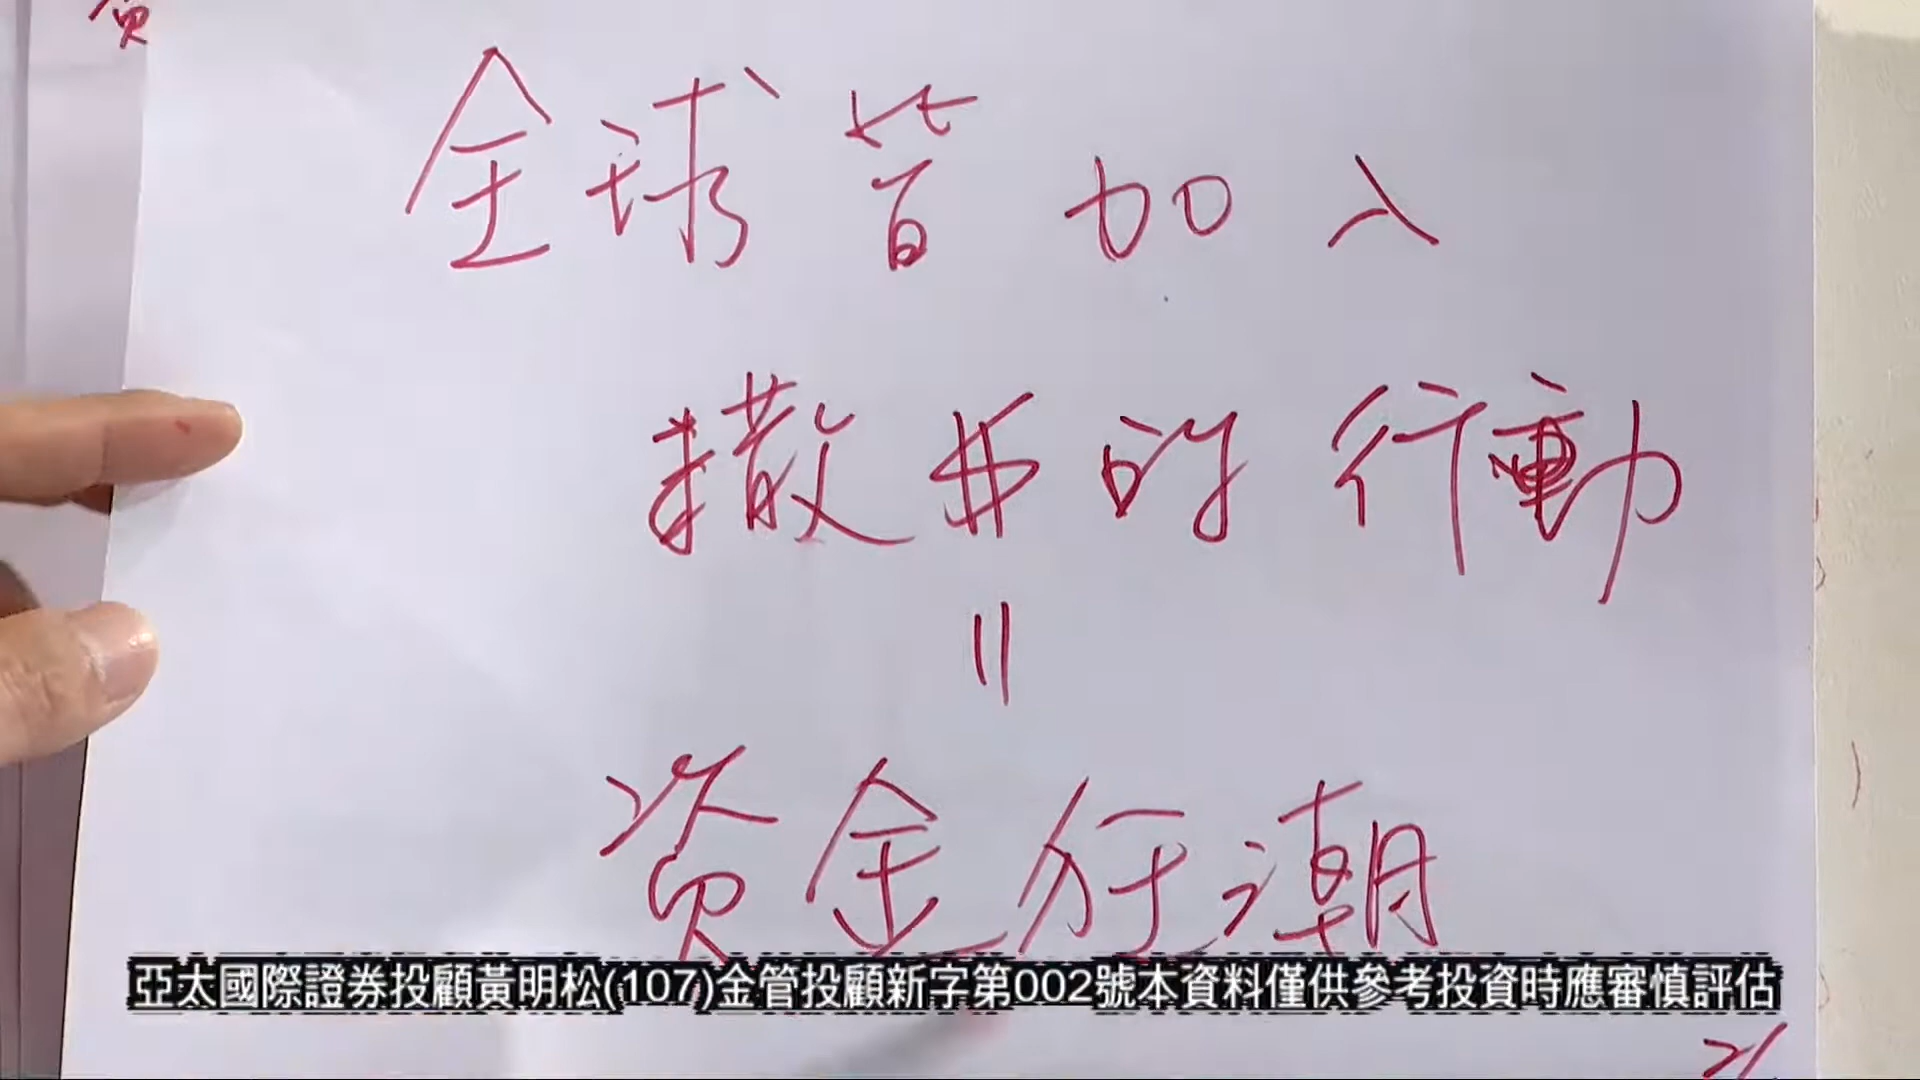 全球皆加入
撒$的行動
=
資金狂潮
亞太國際證券投顧黃明松(107)金管投顧新字第002號本資料僅供參考投資時應審慎評估